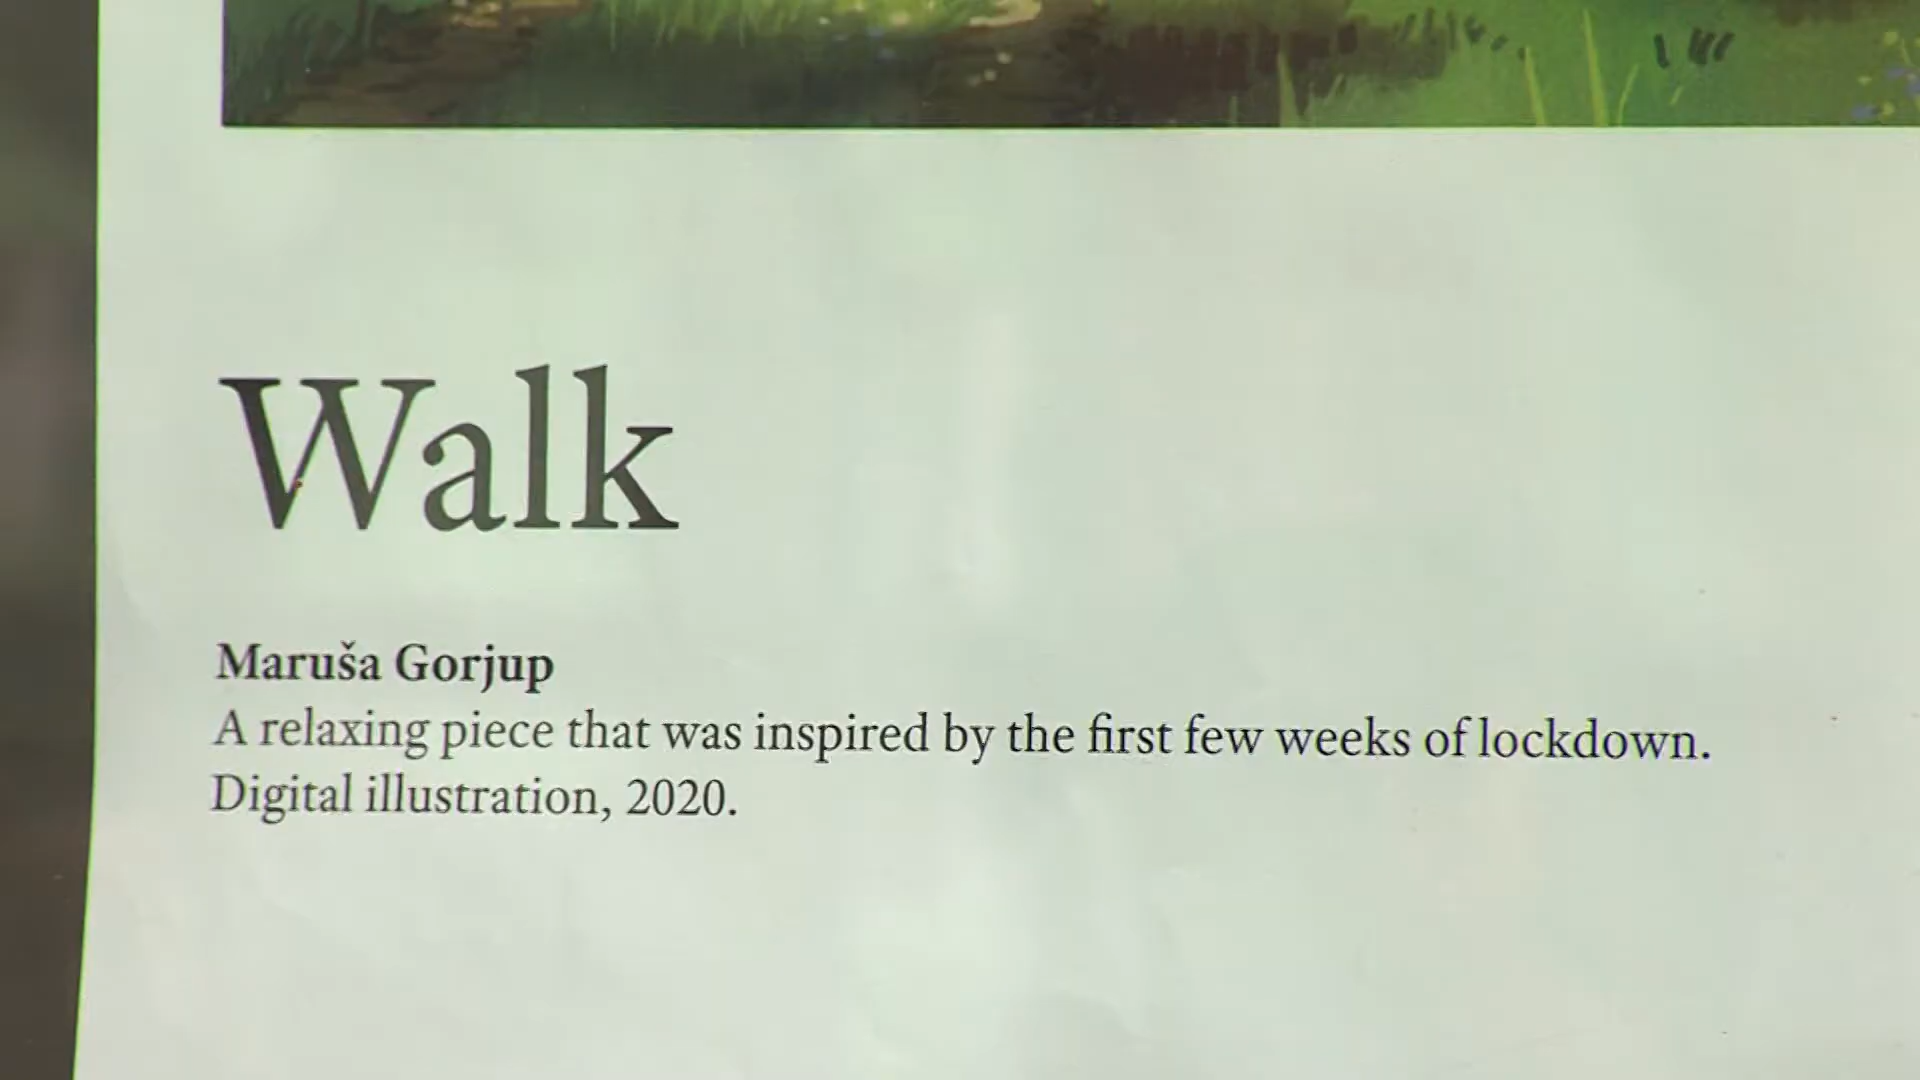 Walk
Maruša Gorjup
A relaxing piece that was inspired by the first few weeks of lockdown.
Digital illustration, 2020.